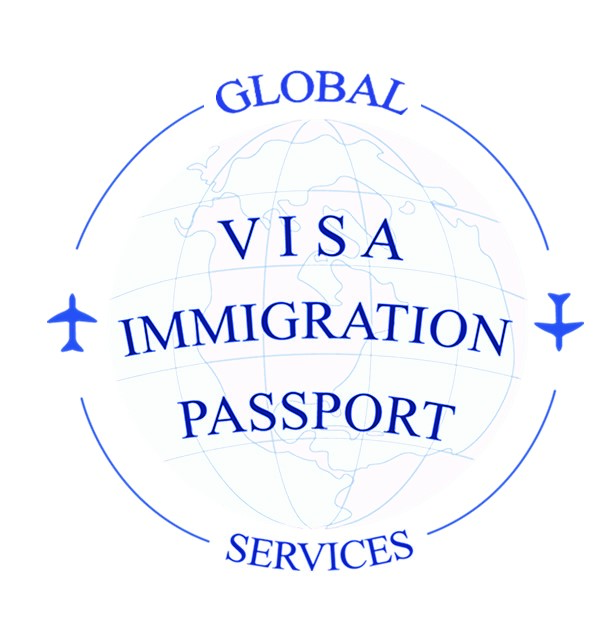 GLOBAL
VISA
IMMIGRATION
PASSPORT
SERVICES